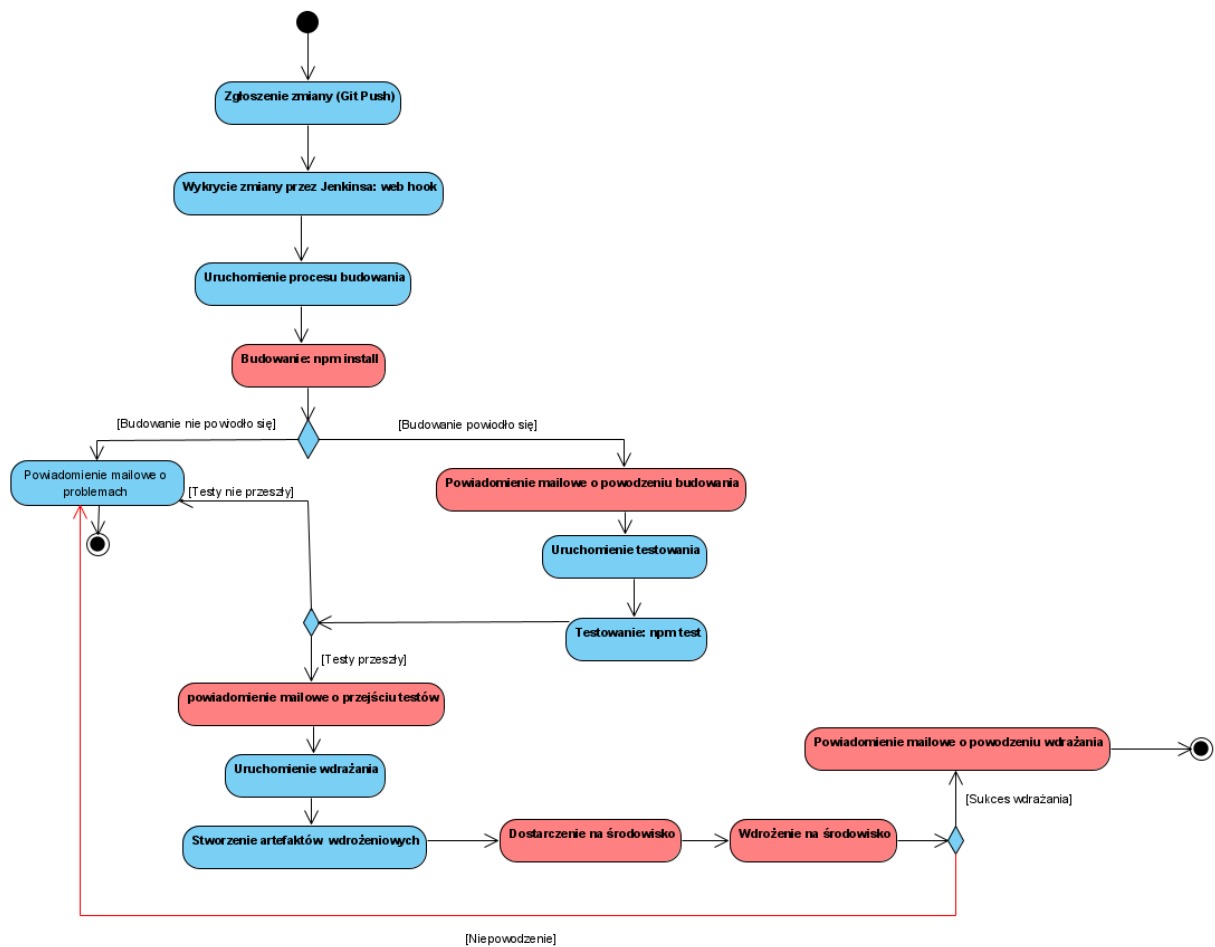 Zgłoszenie zmiany (Git Push)
Wykrycie zmiany przez Jenkinsa: web hook
Uruchomienie procesu budowania
Budowanie: npm install
[Budowanie nie powiodło się]
[Budowanie powiodło się]
Powiadomienie mailowe o
problemach
[Testy nie przeszły]
Powiadomienie mailowe o powodzeniu budowania
Uruchomienie testowania
Testowanie: npm test
[Testy przeszły]
powiadomienie mailowe o przejściu testów
Uruchomienie wdrażania
Stworzenie artefaktów wdrożeniowych
Dostarczenie na środowisko
Wdrożenie na środowisko
Powiadomienie mailowe o powodzeniu wdrażania
[Sukces wdrażania]
[Niepowodzenie]